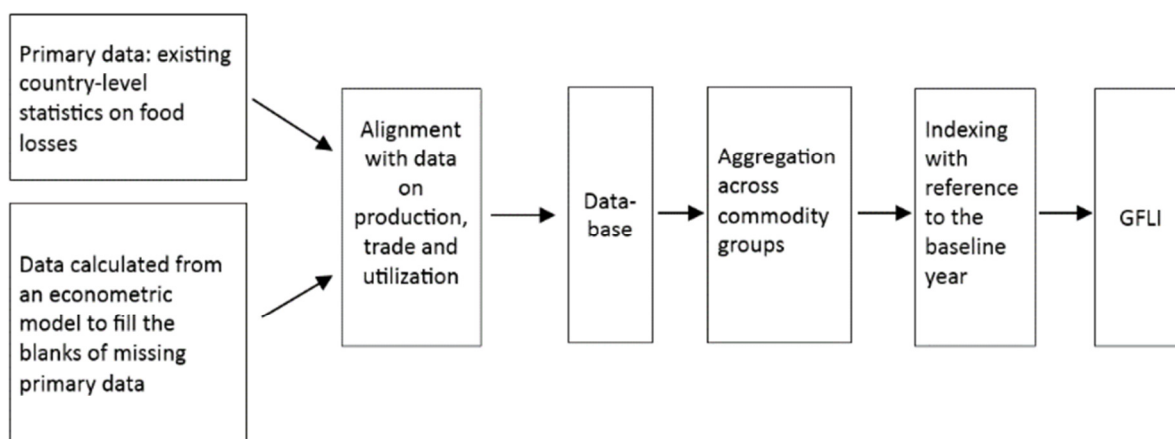 Primary data: existing
country-level
statistics on food
losses
Data calculated from
an econometric
model to fill the
blanks of missing
primary data
Alignment
with data
on
production,
trade and
utilization
Data-
base
Aggregation
across
commodity
groups
Indexing
with
reference
to the
baseline
year
GFLI